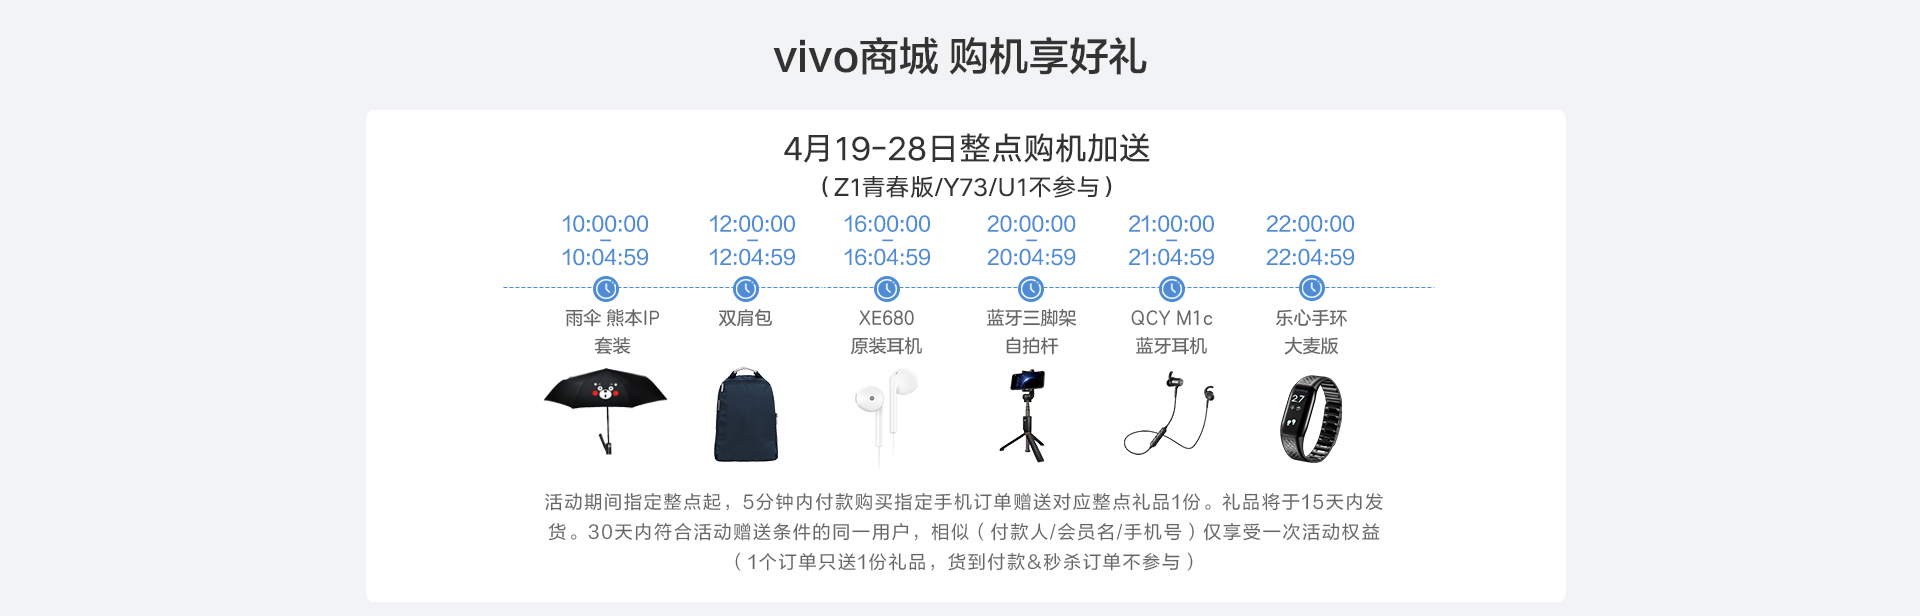 vivo商城 购机享好礼
4月19-28日整点购机加送
（Z1青春版/Y73/U1不参与）
10:00:00 12:00:00 16:00:00 20:00:00 21:00:00 22:00:00
– – – – – –
10:04:59 12:04:59 16:04:59 20:04:59 21:04:59 22:04:59
雨伞 熊本IP 双肩包 XE680 蓝牙三脚架 QCY M1c 乐心手环
套装 原装耳机 自拍杆 蓝牙耳机 大麦版
2.7
活动期间指定整点起，5分钟内付款购买指定手机订单赠送对应整点礼品1份。礼品将于15天内发
货。30天内符合活动赠送条件的同一用户，相似（付款人/会员名/手机号）仅享受一次活动权益
（1个订单只送1份礼品，货到付款&秒杀订单不参与）